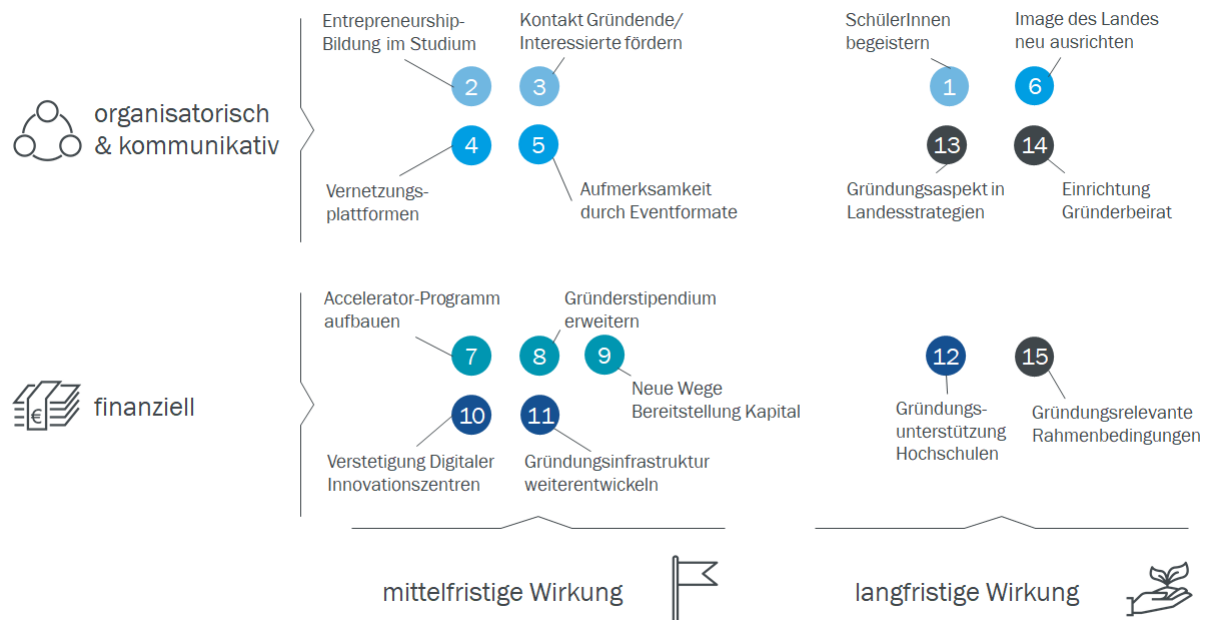 Entrepreneurship-
Bildung im Studium
Kontakt Gründende/
Interessierte fördern
SchülerInnen
begeistern
Image des Landes
neu ausrichten
2
3
1
6
organisatorisch
& kommunikativ
4
5
13
14
Vernetzungs-
plattformen
Aufmerksamkeit
durch Eventformate
Gründungsaspekt in
Landesstrategien
Einrichtung
Gründerbeirat
Accelerator-Programm
aufbauen
Gründerstipendium
erweitern
7
8
9
12
15
€
finanziell
Neue Wege
Bereitstellung Kapital
10
11
Gründungs-
unterstützung
Hochschulen
Gründungsrelevante
Rahmenbedingungen
Verstetigung Digitaler
Innovationszentren
Gründungsinfrastruktur
weiterentwickeln
mittelfristige Wirkung
langfristige Wirkung